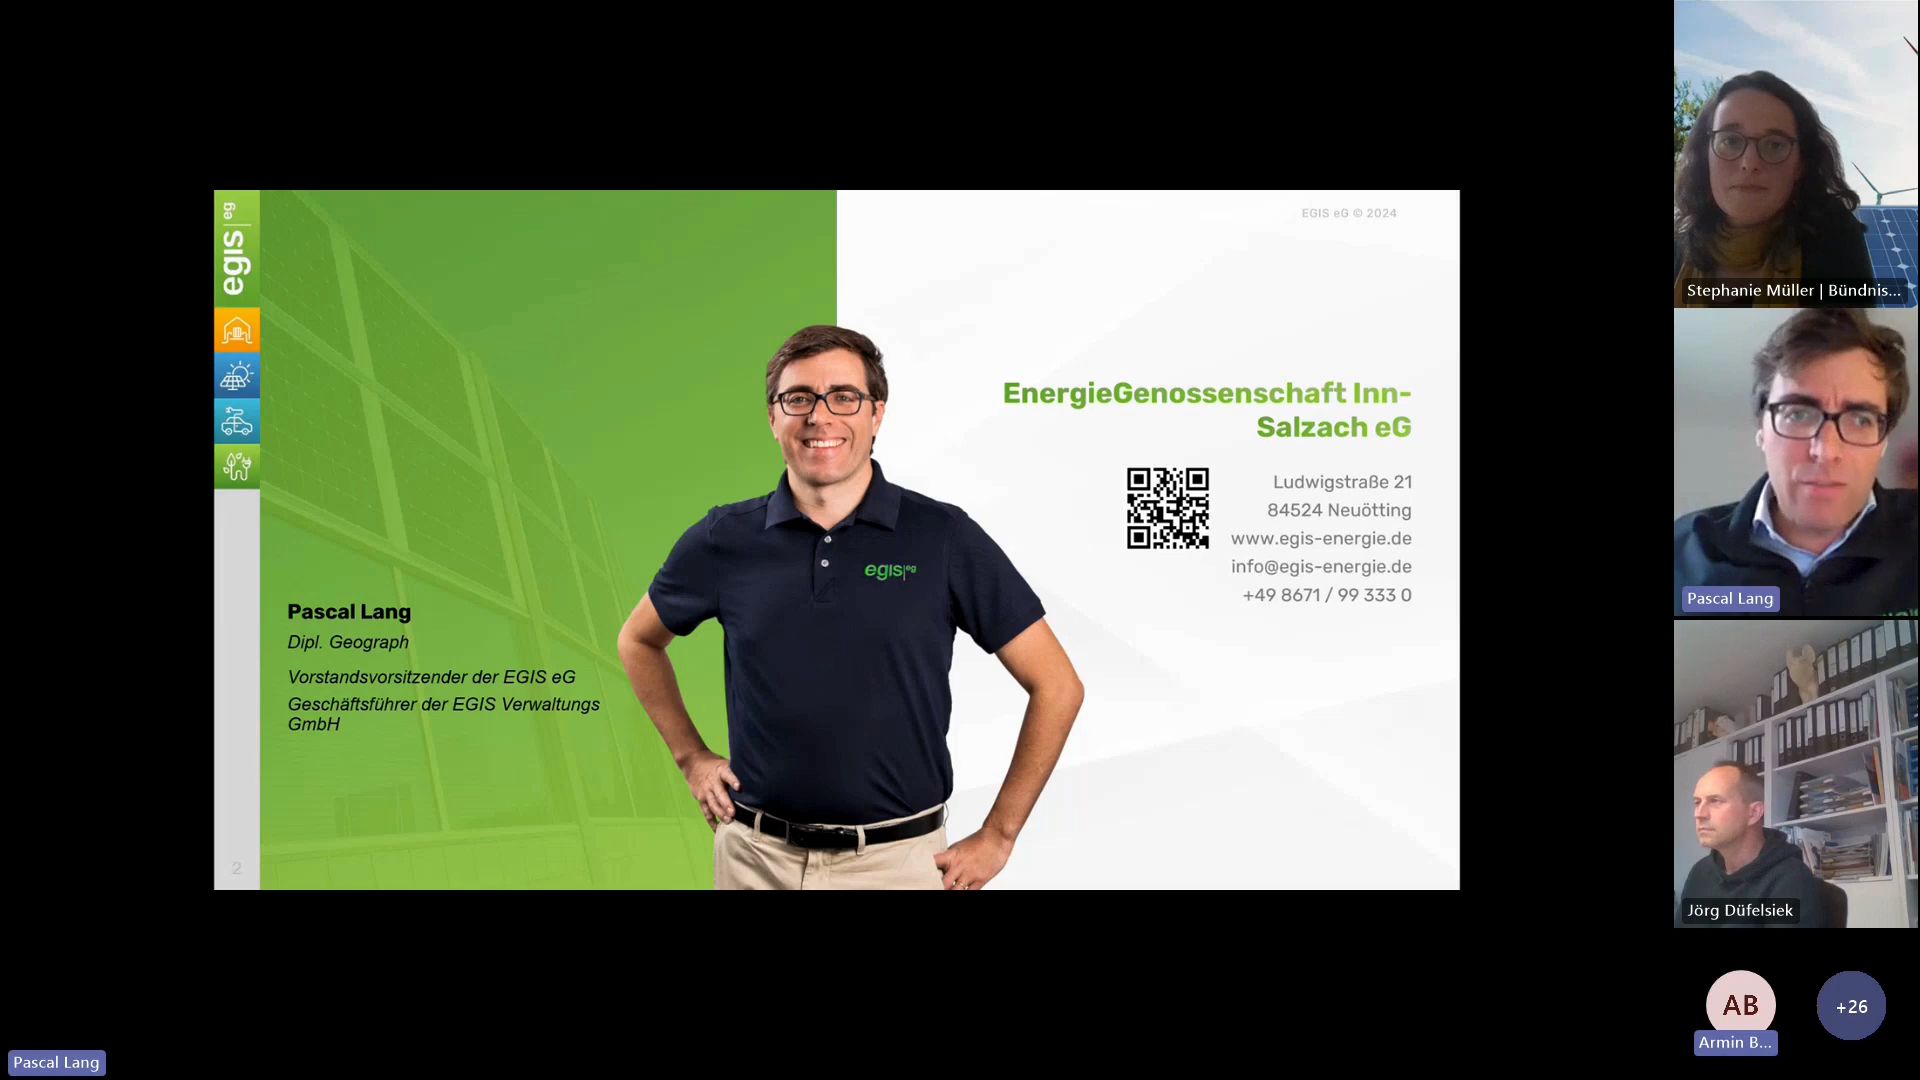 egis|eg
EGIS eG © 2024
EnergieGenossenschaft Inn-
Salzach eG
Ludwigstraße 21
84524 Neuötting
www.egis-energie.de
info@egis-energie.de
+49 8671 / 99 333 0
egis|eg
Pascal Lang
Dipl. Geograph
Vorstandsvorsitzender der EGIS eG
Geschäftsführer der EGIS Verwaltungs
GmbH
2
Stephanie Müller | Bündnis...
Pascal Lang
Jörg Düfelsiek
AB
+26
Armin B...
Pascal Lang